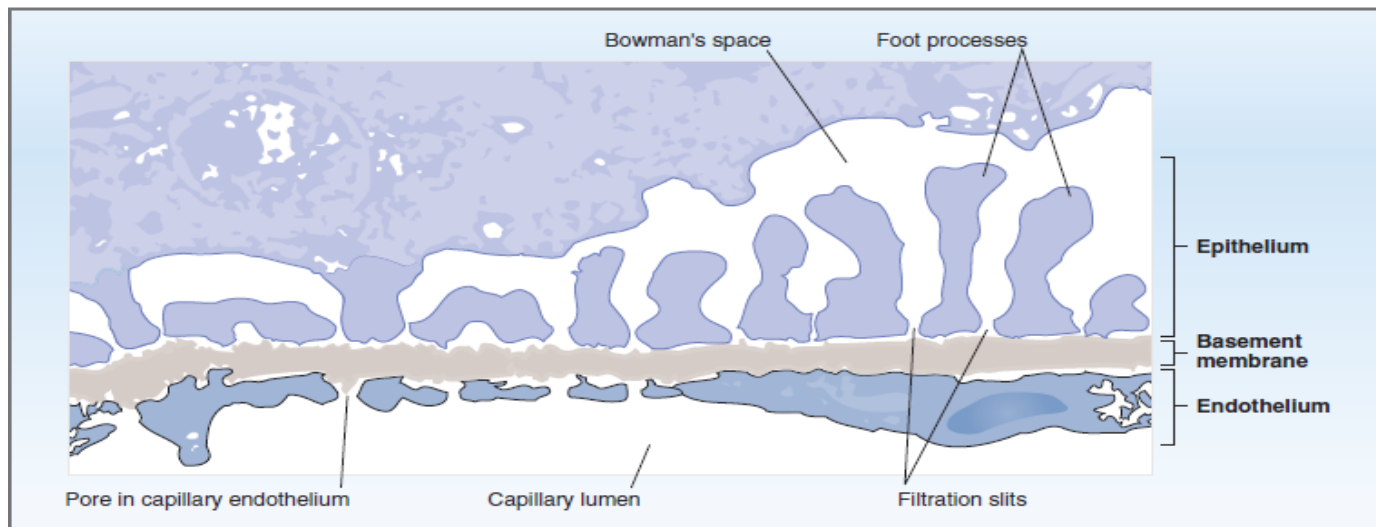 Bowman's space
Foot processes
Epithelium
Basement
membrane
Endothelium
Pore in capillary endothelium
Capillary lumen
Filtration slits